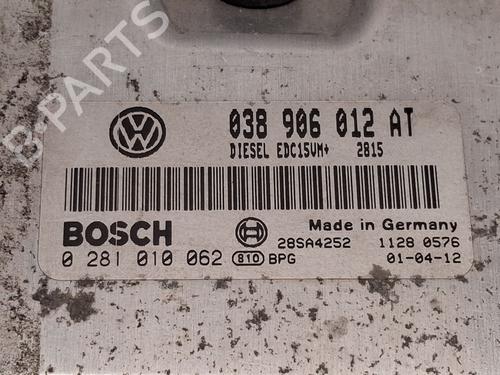 B-PARTS
038 906 012 AT
DIESEL EDC15VM+ 2815
BOSCH
Made in Germany
28SA4252 1128 0576
0 281 010 062 810 BPG 01-04-12